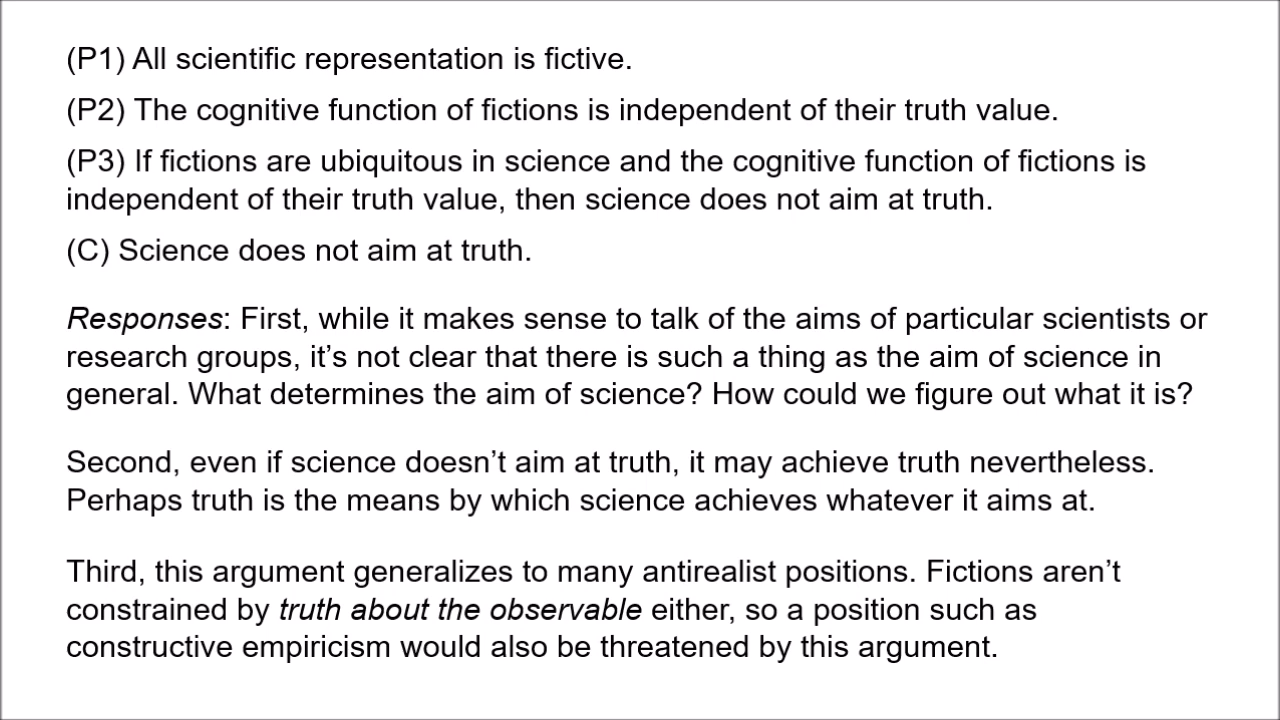 (P1) All scientific representation is fictive.
(P2) The cognitive function of fictions is independent of their truth value.
(P3) If fictions are ubiquitous in science and the cognitive function of fictions is
independent of their truth value, then science does not aim at truth.
(C) Science does not aim at truth.
Responses: First, while it makes sense to talk of the aims of particular scientists or
research groups, it’s not clear that there is such a thing as the aim of science in
general. What determines the aim of science? How could we figure out what it is?
Second, even if science doesn’t aim at truth, it may achieve truth nevertheless.
Perhaps truth is the means by which science achieves whatever it aims at.
Third, this argument generalizes to many antirealist positions. Fictions aren’t
constrained by truth about the observable either, so a position such as
constructive empiricism would also be threatened by this argument.